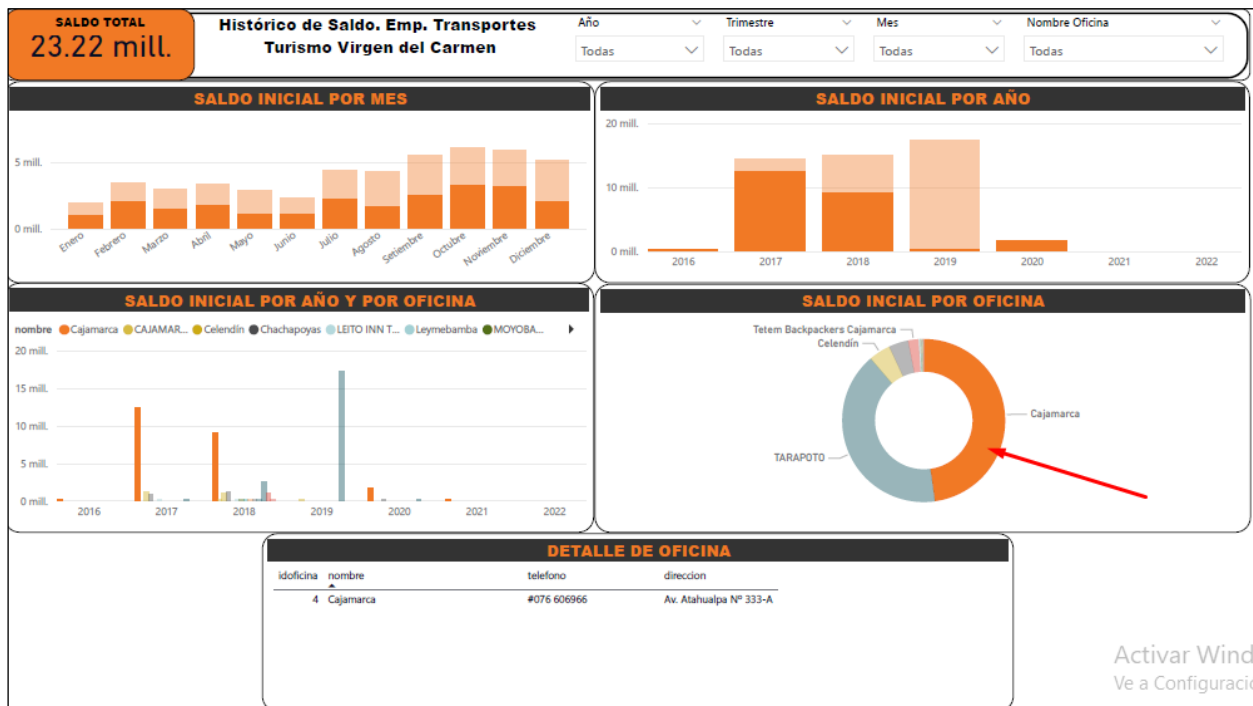 SALDO TOTAL
23.22 mill.
Histórico de Saldo. Emp. Transportes
Turismo Virgen del Carmen
Año
Todas
Trimestre
Todas
Mes
Todas
Nombre Oficina
Todas
SALDO INICIAL POR MES
5 mill.
0 mill.
Enero
Febrero
Marzo
Abril
Mayo
Junio
Julio
Agosto
Setiembre
Octubre
Noviembre
Diciembre
SALDO INICIAL POR AÑO
20 mill.
10 mill.
0 mill.
2016 2017 2018 2019 2020 2021 2022
SALDO INICIAL POR AÑO Y POR OFICINA
nombre Cajamarca CAJAMAR... Celendín Chachapoyas LEITO INN T... Leymebamba MOYOBA...
20 mill.
15 mill.
10 mill.
5 mill.
0 mill.
2016 2017 2018 2019 2020 2021 2022
SALDO INCIAL POR OFICINA
Tetem Backpackers Cajamarca
Celendín
Cajamarca
TARAPOTO
DETALLE DE OFICINA
idoficina nombre telefono direccion
4 Cajamarca #076 606966 Av. Atahualpa Nº 333-A
Activar Wind
Ve a Configuració